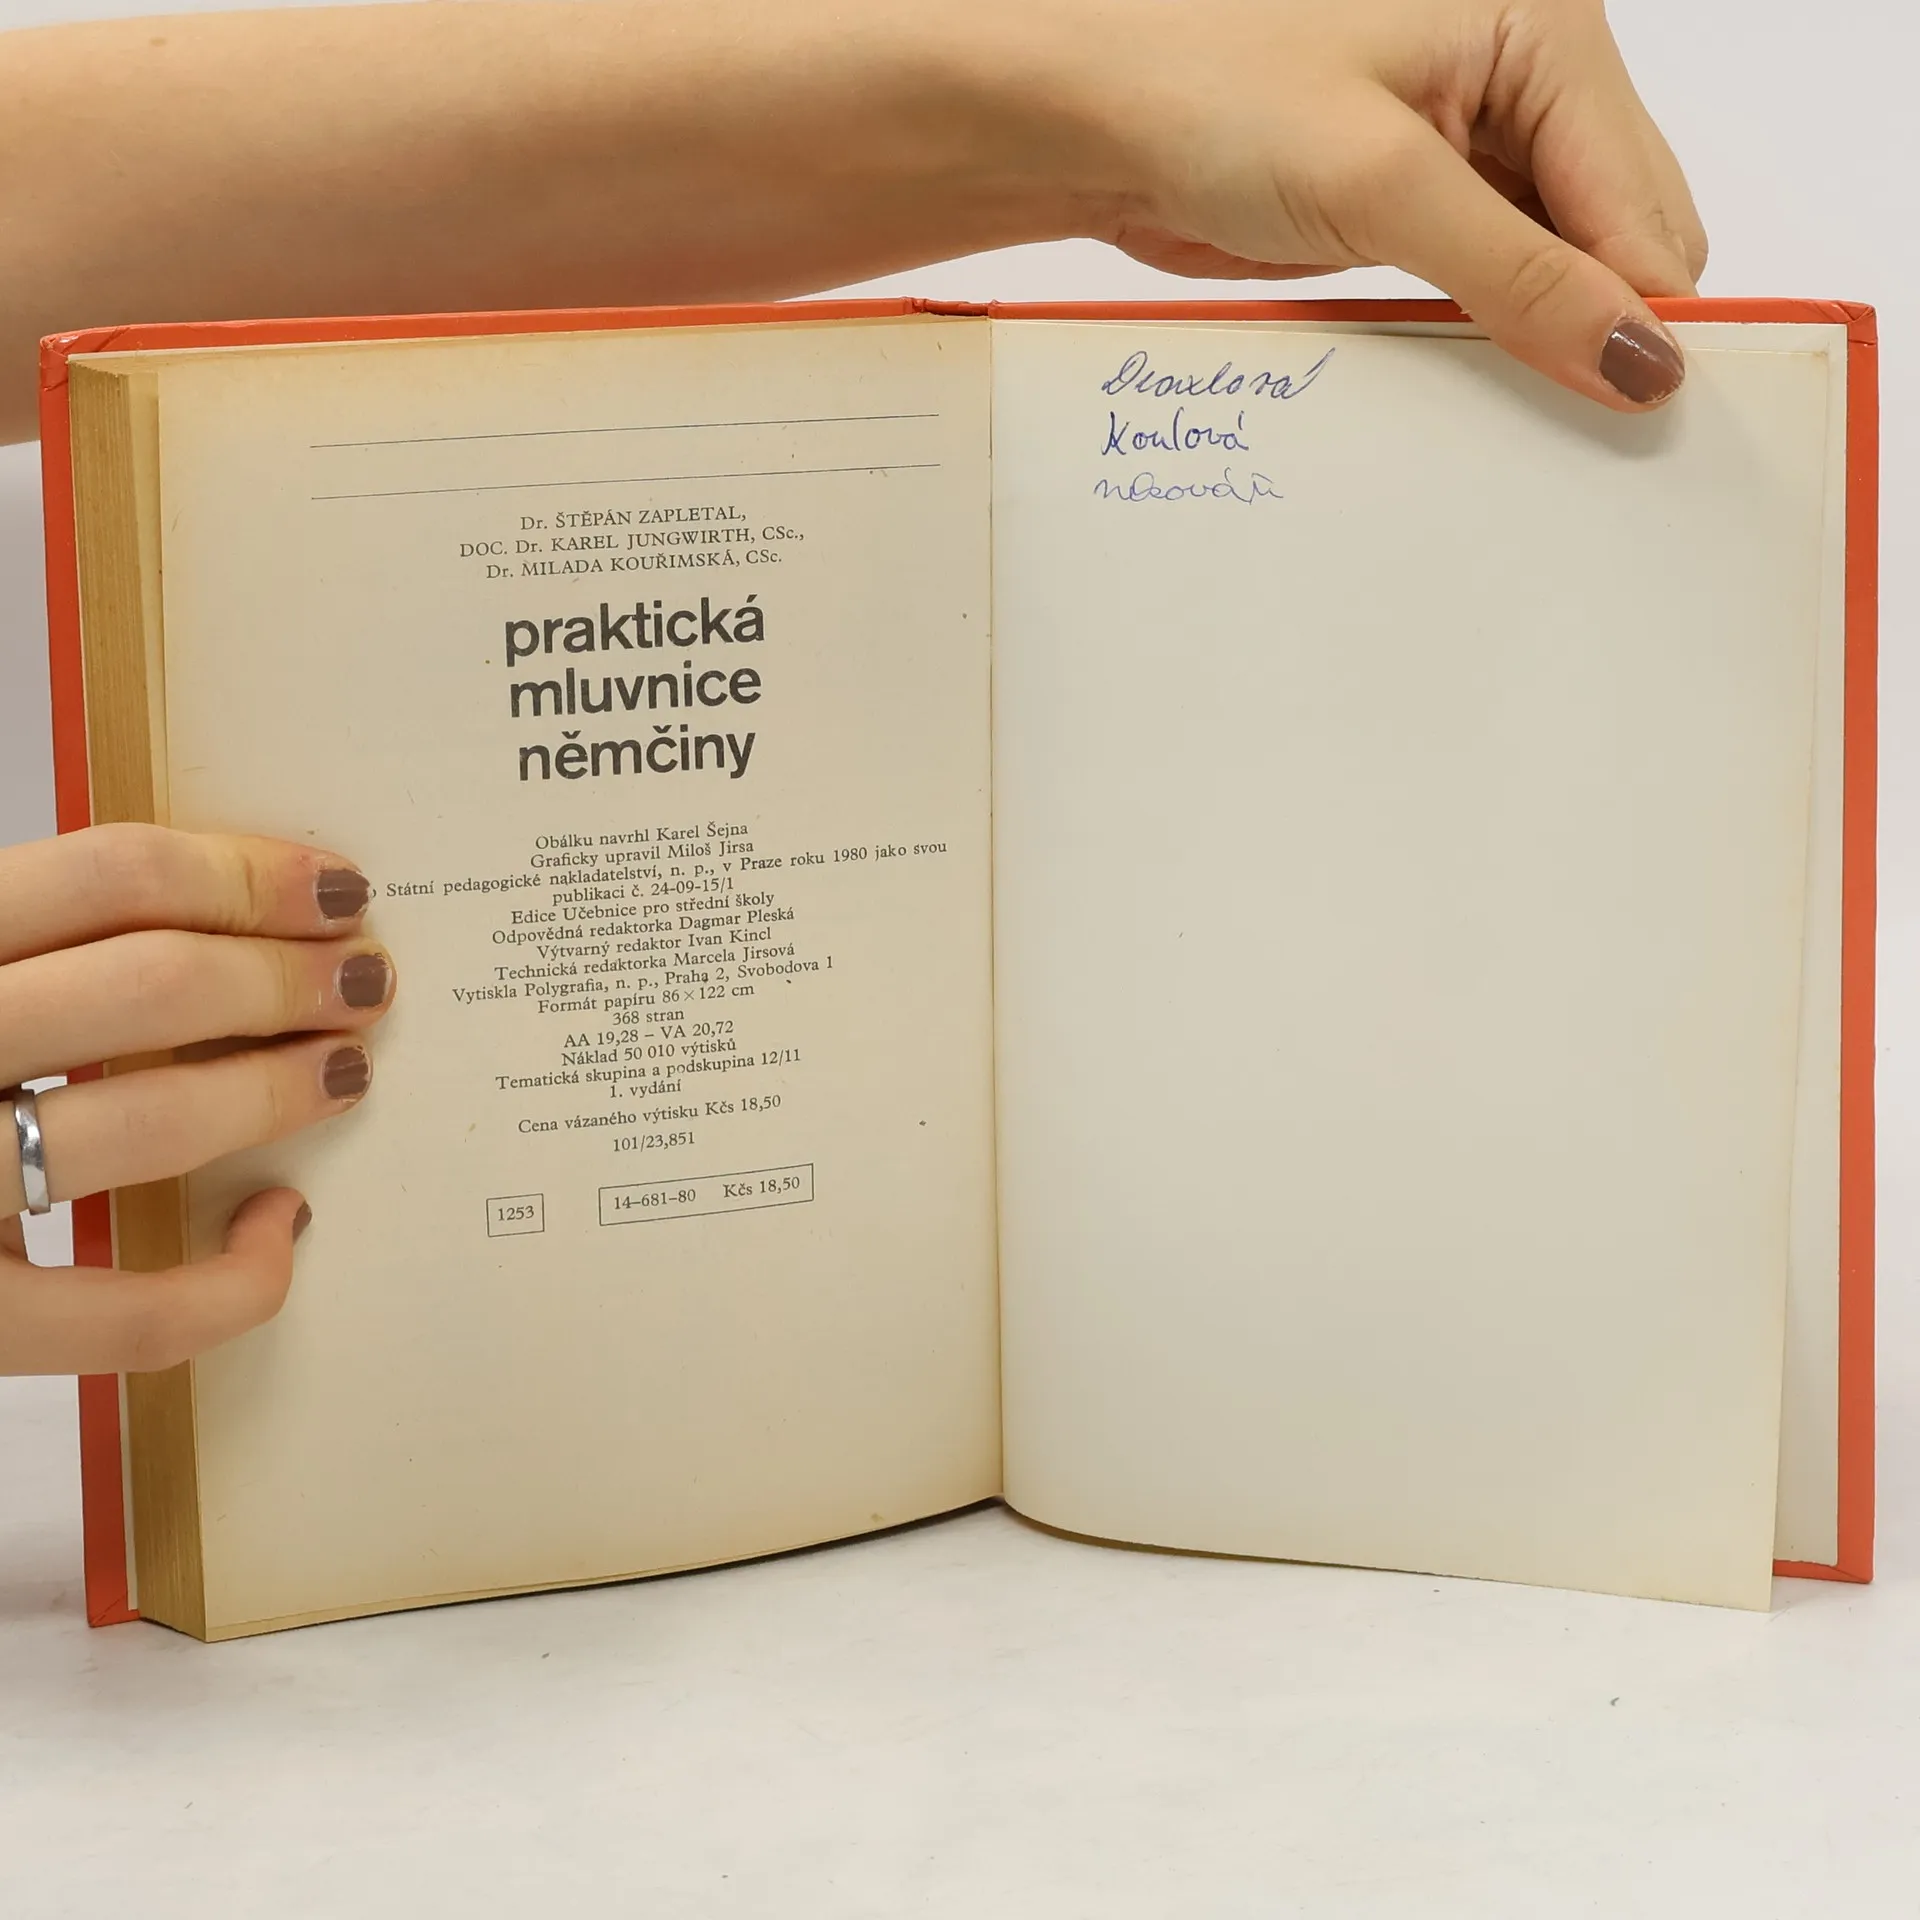 Dr. ŠTĚPÁN ZAPLETAL,
DOC. Dr. KAREL JUNGWIRTH, CSc.,
Dr. MILADA KOUŘIMSKÁ, CSc.
praktická
mluvnice
němčiny
Obálku navrhl Karel Šejna
Graficky upravil Miloš Jirsa
Státní pedagogické nakladatelství, n. p., v Praze roku 1980 jako svou
publikaci č. 24-09-15/1
Edice Učebnice pro střední školy
Odpovědná redaktorka Dagmar Pleská
Výtvarný redaktor Ivan Kincl
Technická redaktorka Marcela Jirsová
Vytiskla Polygrafia, n. p., Praha 2, Svobodova 1
Formát papíru 86 × 122 cm
368 stran
AA 19,28 – VA 20,72
Náklad 50 010 výtisků
Tematická skupina a podskupina 12/11
1. vydání
Cena vázaného výtisku Kčs 18,50
101/23,851
1253
14–681–80 Kčs 18,50
Koulová